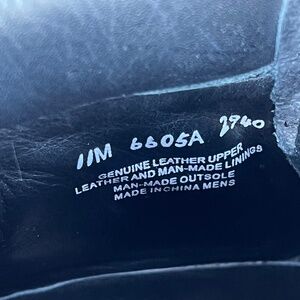 11M 6605A 2940
GENUINE LEATHER UPPER
LEATHER AND MAN-MADE LININGS
MAN-MADE OUTSOLE
MADE IN CHINA MENS